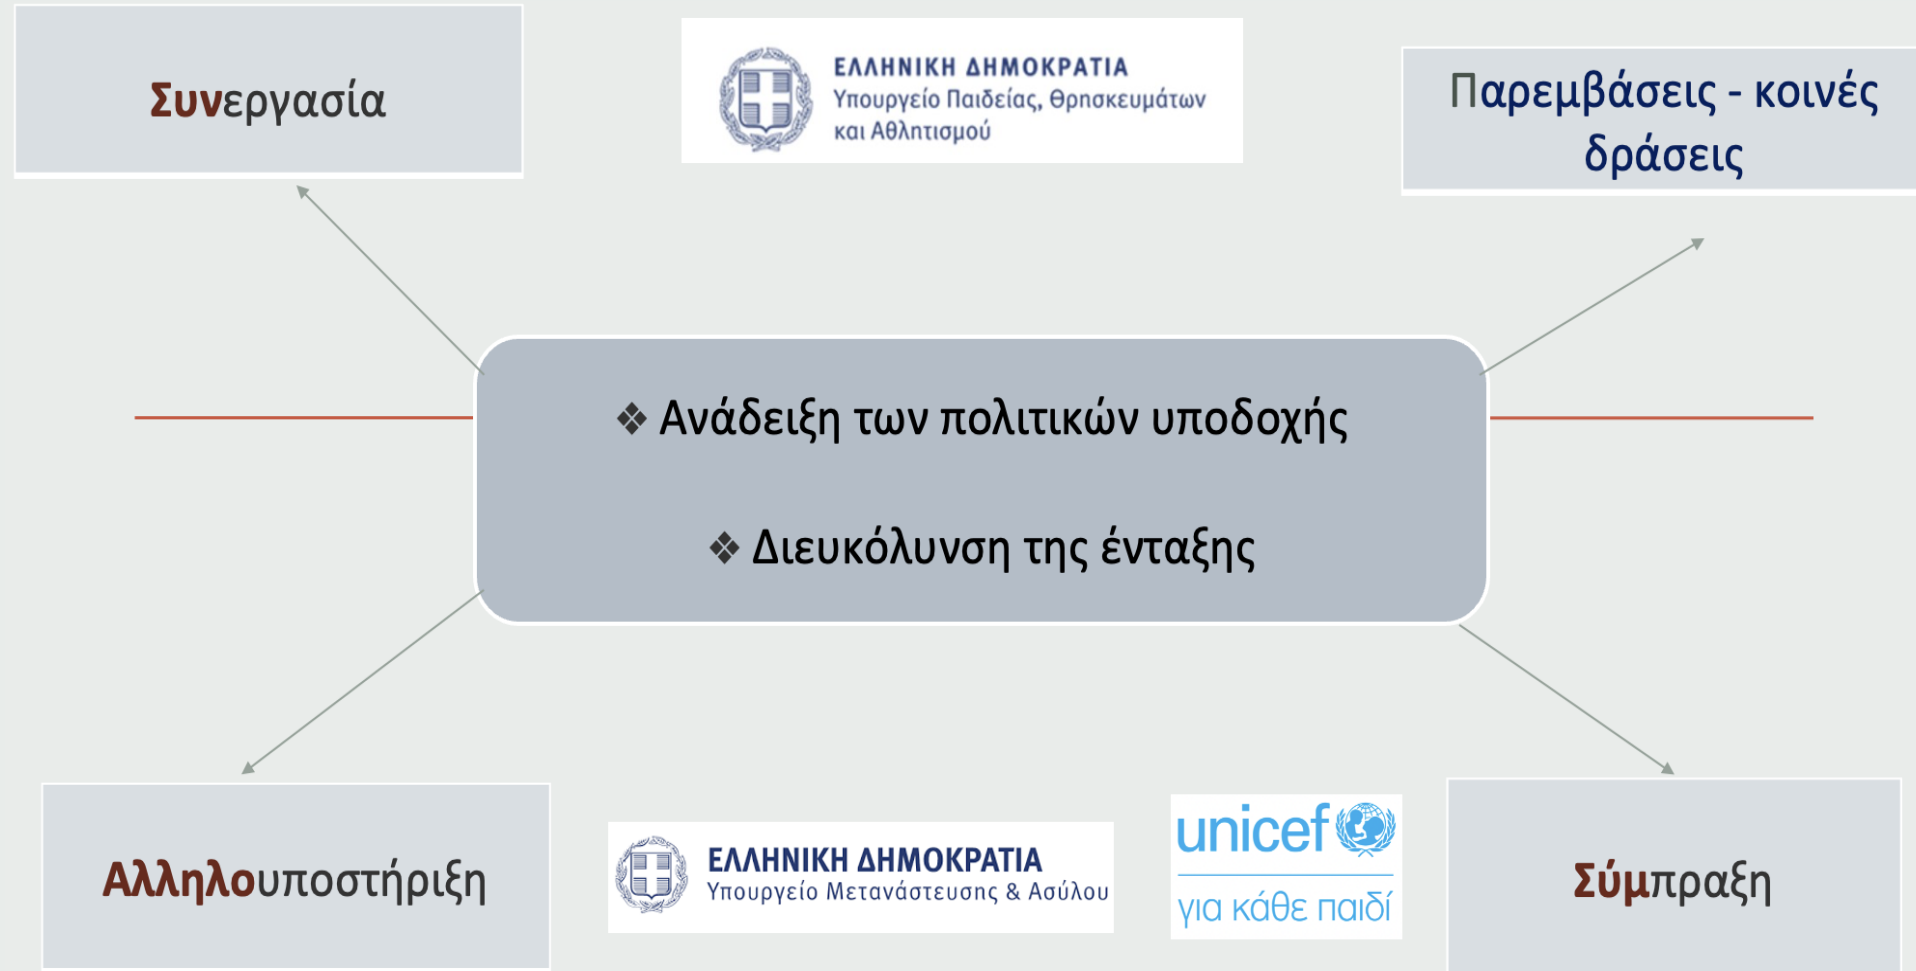 Συνεργασία
ΕΛΛΗΝΙΚΗ ΔΗΜΟΚΡΑΤΙΑ
Υπουργείο Παιδείας, Θρησκευμάτων
και Αθλητισμού
Παρεμβάσεις - κοινές
δράσεις
❖ Ανάδειξη των πολιτικών υποδοχής
❖ Διευκόλυνση της ένταξης
Αλληλοϋποστήριξη
ΕΛΛΗΝΙΚΗ ΔΗΜΟΚΡΑΤΙΑ
Υπουργείο Μετανάστευσης & Ασύλου
unicef
για κάθε παιδί
Σύμπραξη